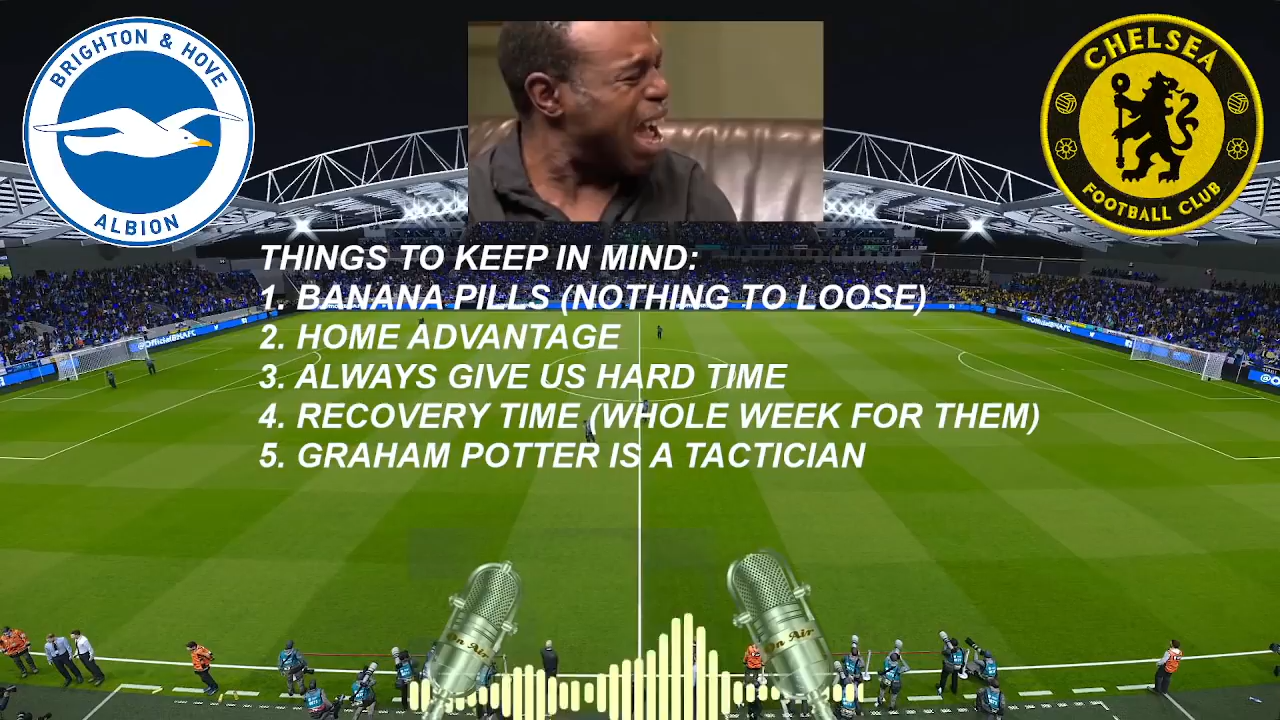 BRIGHTON & HOVE
ALBION
CHELSEA
FOOTBALL CLUB
THINGS TO KEEP IN MIND:
1. BANANA PILLS (NOTHING TO LOOSE)
2. HOME ADVANTAGE
3. ALWAYS GIVE US HARD TIME
4. RECOVERY TIME (WHOLE WEEK FOR THEM)
5. GRAHAM POTTER IS A TACTICIAN
@OfficialBHAFC
@OfficialBHAFC
On Air
On Air